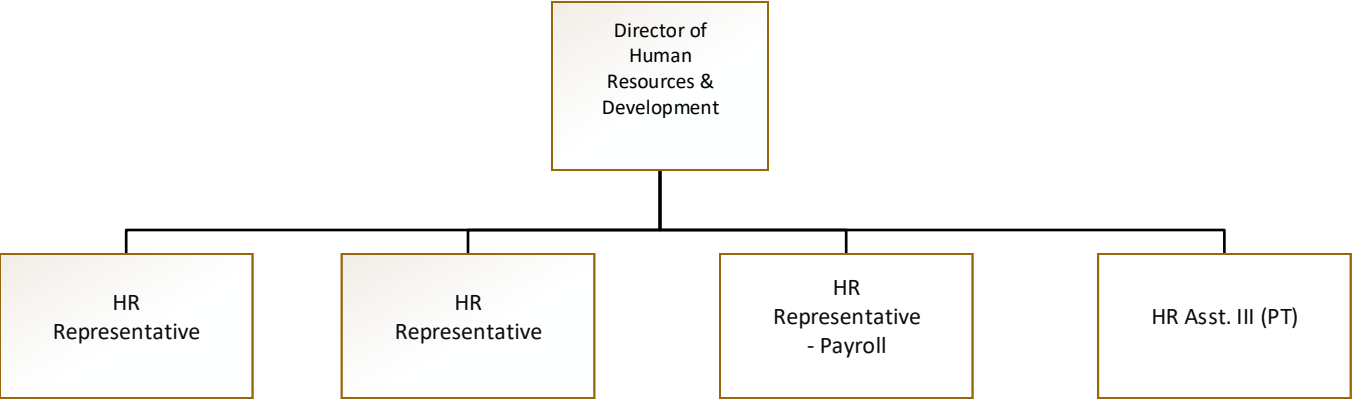 Director of
Human
Resources &
Development
HR
Representative
HR
Representative
HR
Representative
- Payroll
HR Asst. III (PT)